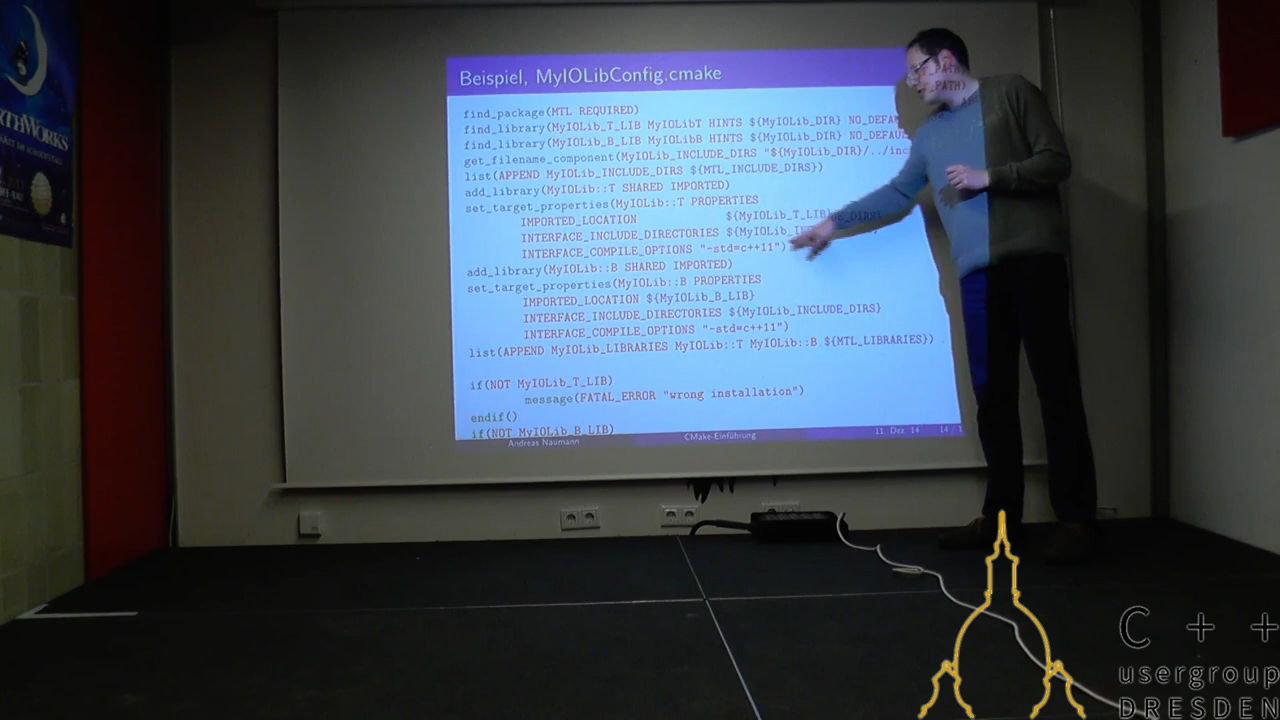 Beispiel, MyIOLibConfig.cmake
find_package(MTL REQUIRED)
find_library(MyIOLib_T_LIB MyIOLibT HINTS ${MyIOLib_DIR} NO_DEFAU
find_library(MyIOLib_B_LIB MyIOLibB HINTS ${MyIOLib_DIR} NO_DEFAU
get_filename_component(MyIOLib_INCLUDE_DIRS "${MyIOLib_DIR}/../inc
list(APPEND MyIOLib_INCLUDE_DIRS ${MTL_INCLUDE_DIRS})
add_library(MyIOLib::T SHARED IMPORTED)
set_target_properties(MyIOLib::T PROPERTIES
IMPORTED_LOCATION ${MyIOLib_T_LIB}
INTERFACE_INCLUDE_DIRECTORIES ${MyIOLib_IN
INTERFACE_COMPILE_OPTIONS "-std=c++11")
add_library(MyIOLib::B SHARED IMPORTED)
set_target_properties(MyIOLib::B PROPERTIES
IMPORTED_LOCATION ${MyIOLib_B_LIB}
INTERFACE_INCLUDE_DIRECTORIES ${MyIOLib_INCLUDE_DIRS}
INTERFACE_COMPILE_OPTIONS "-std=c++11")
list(APPEND MyIOLib_LIBRARIES MyIOLib::T MyIOLib::B ${MTL_LIBRARIES})
if(NOT MyIOLib_T_LIB)
message(FATAL_ERROR "wrong installation")
endif()
if(NOT MyIOLib_B_LIB)
Andreas Naumann CMake-Einführung 11. Dez. 14 14
C++
usergroup
DRESDEN